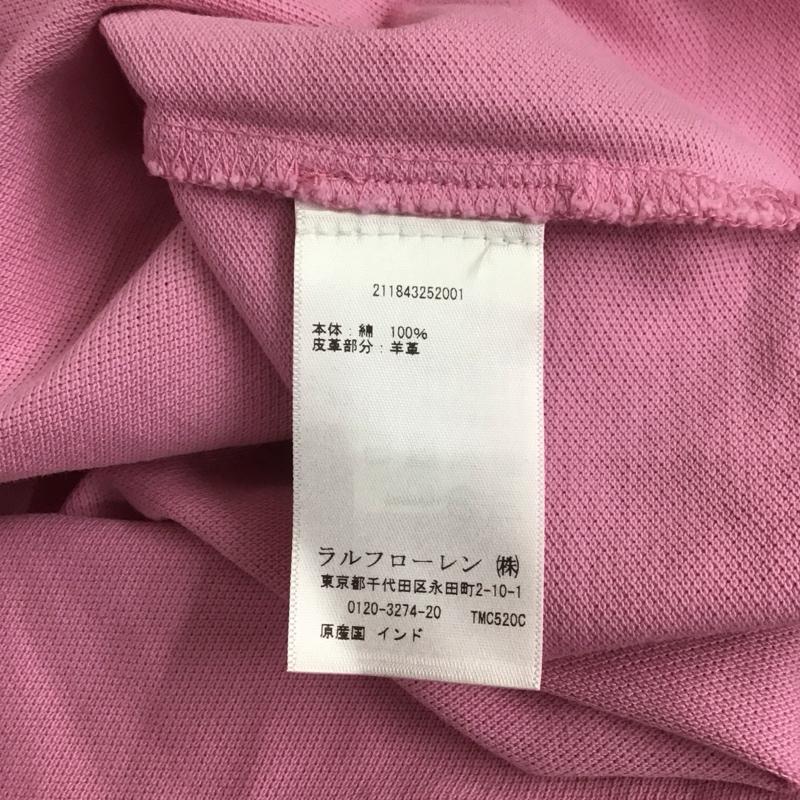 211843252001
本体：綿 100%
皮革部分：羊革
ラルフローレン ㈱
東京都千代田区永田町2-10-1
0120-3274-20 TMC520C
原産国 インド